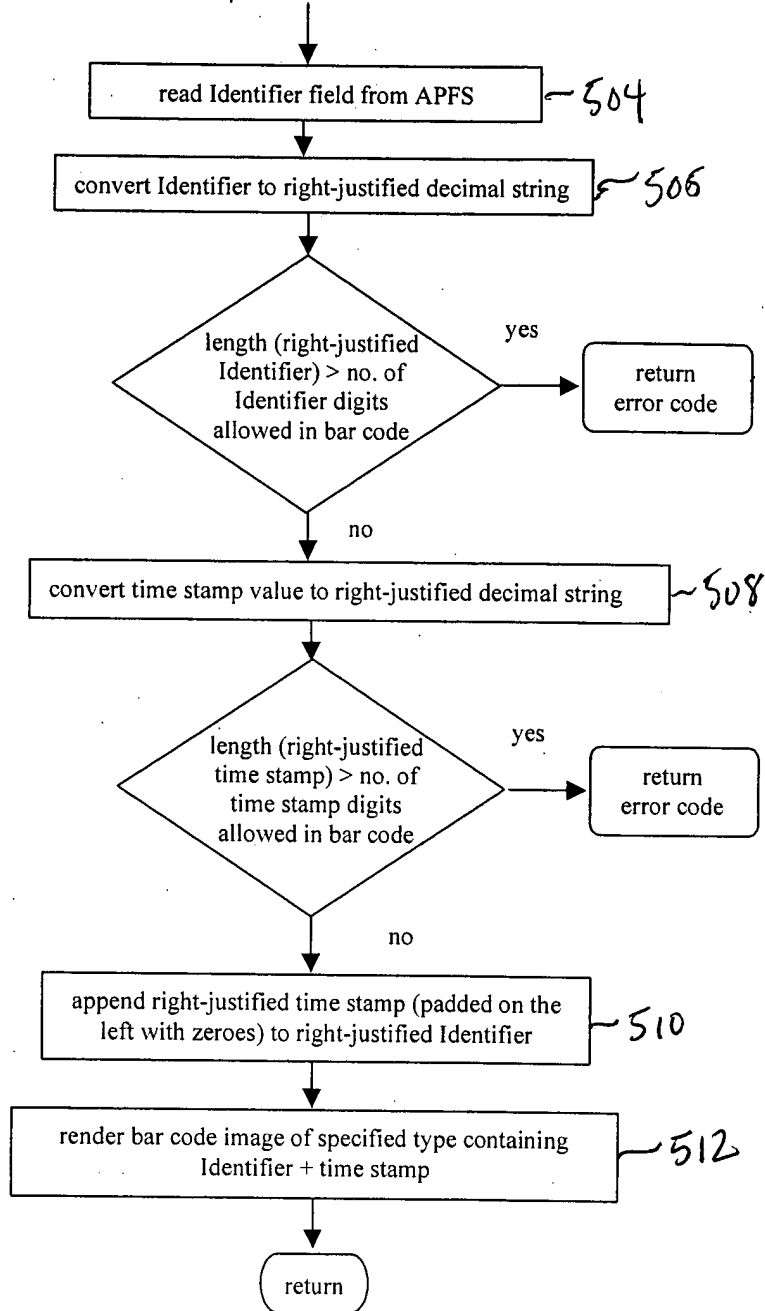 read Identifier field from APFS
504
convert Identifier to right-justified decimal string
506
length (right-justified
Identifier) > no. of
Identifier digits
allowed in bar code
yes
return
error code
no
convert time stamp value to right-justified decimal string
508
length (right-justified
time stamp) > no. of
time stamp digits
allowed in bar code
yes
return
error code
no
append right-justified time stamp (padded on the
left with zeroes) to right-justified Identifier
510
render bar code image of specified type containing
Identifier + time stamp
512
return